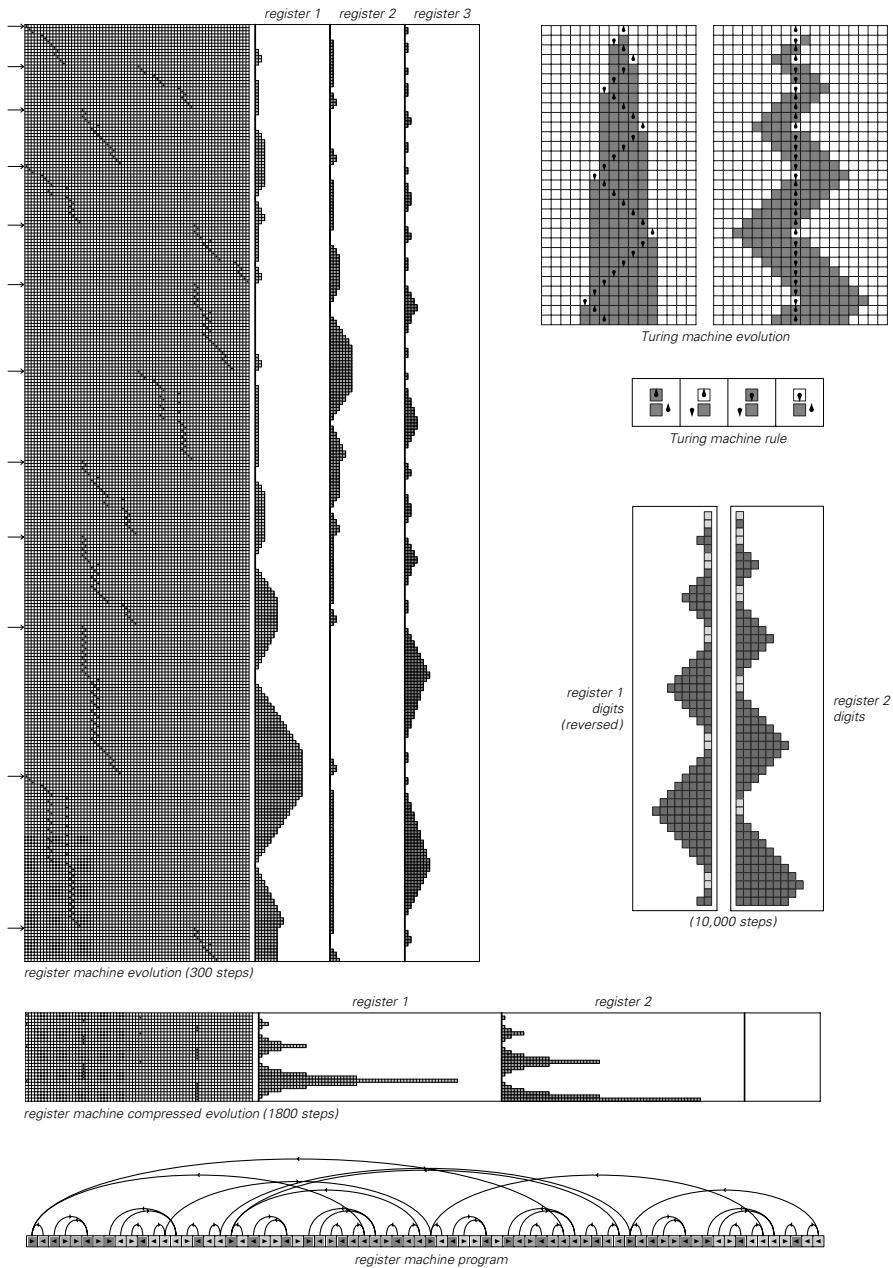 register 1 register 2 register 3
Turing machine evolution
Turing machine rule
register 1
digits
(reversed)
register 2
digits
(10,000 steps)
register machine evolution (300 steps)
register 1 register 2
register machine compressed evolution (1800 steps)
register machine program